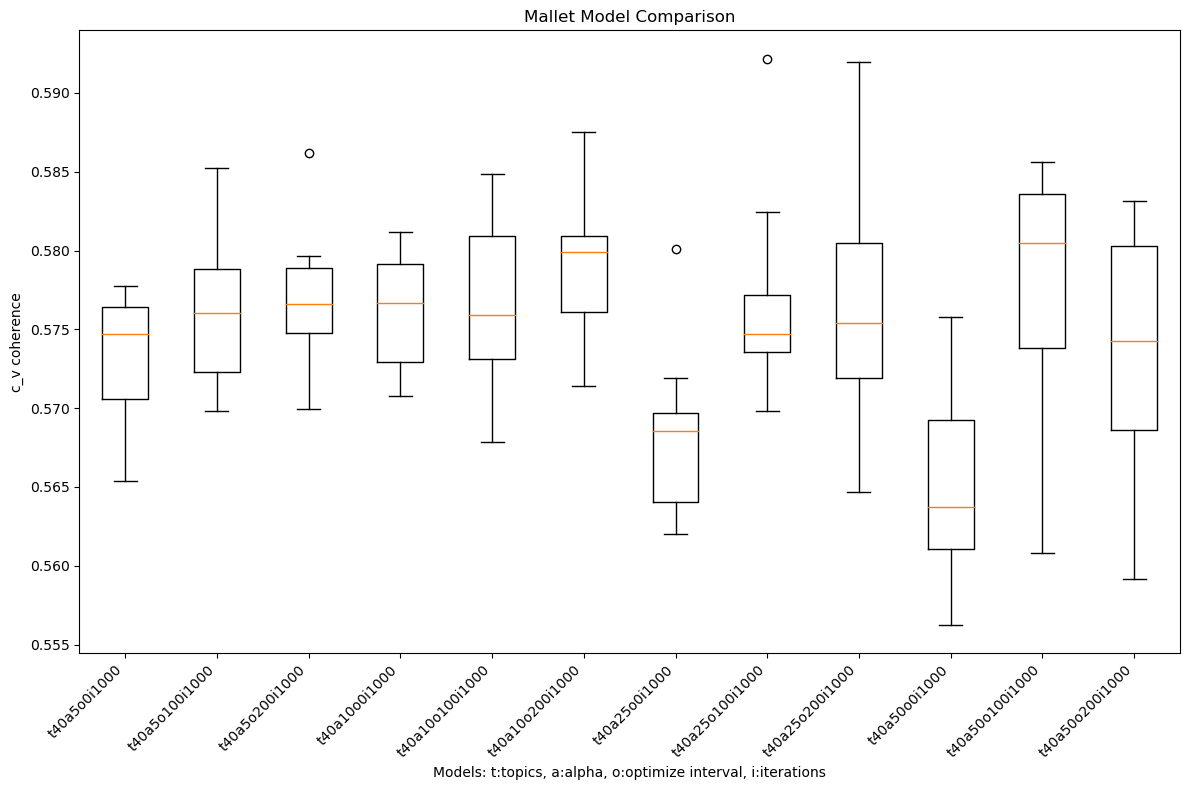 Mallet Model Comparison
c_v coherence
0.590
0.585
0.580
0.575
0.570
0.565
0.560
0.555
t40a5o0i1000
t40a5o100i1000
t40a5o200i1000
t40a10o0i1000
t40a10o100i1000
t40a10o200i1000
t40a25o0i1000
t40a25o100i1000
t40a25o200i1000
t40a50o0i1000
t40a50o100i1000
t40a50o200i1000
Models: t:topics, a:alpha, o:optimize interval, i:iterations